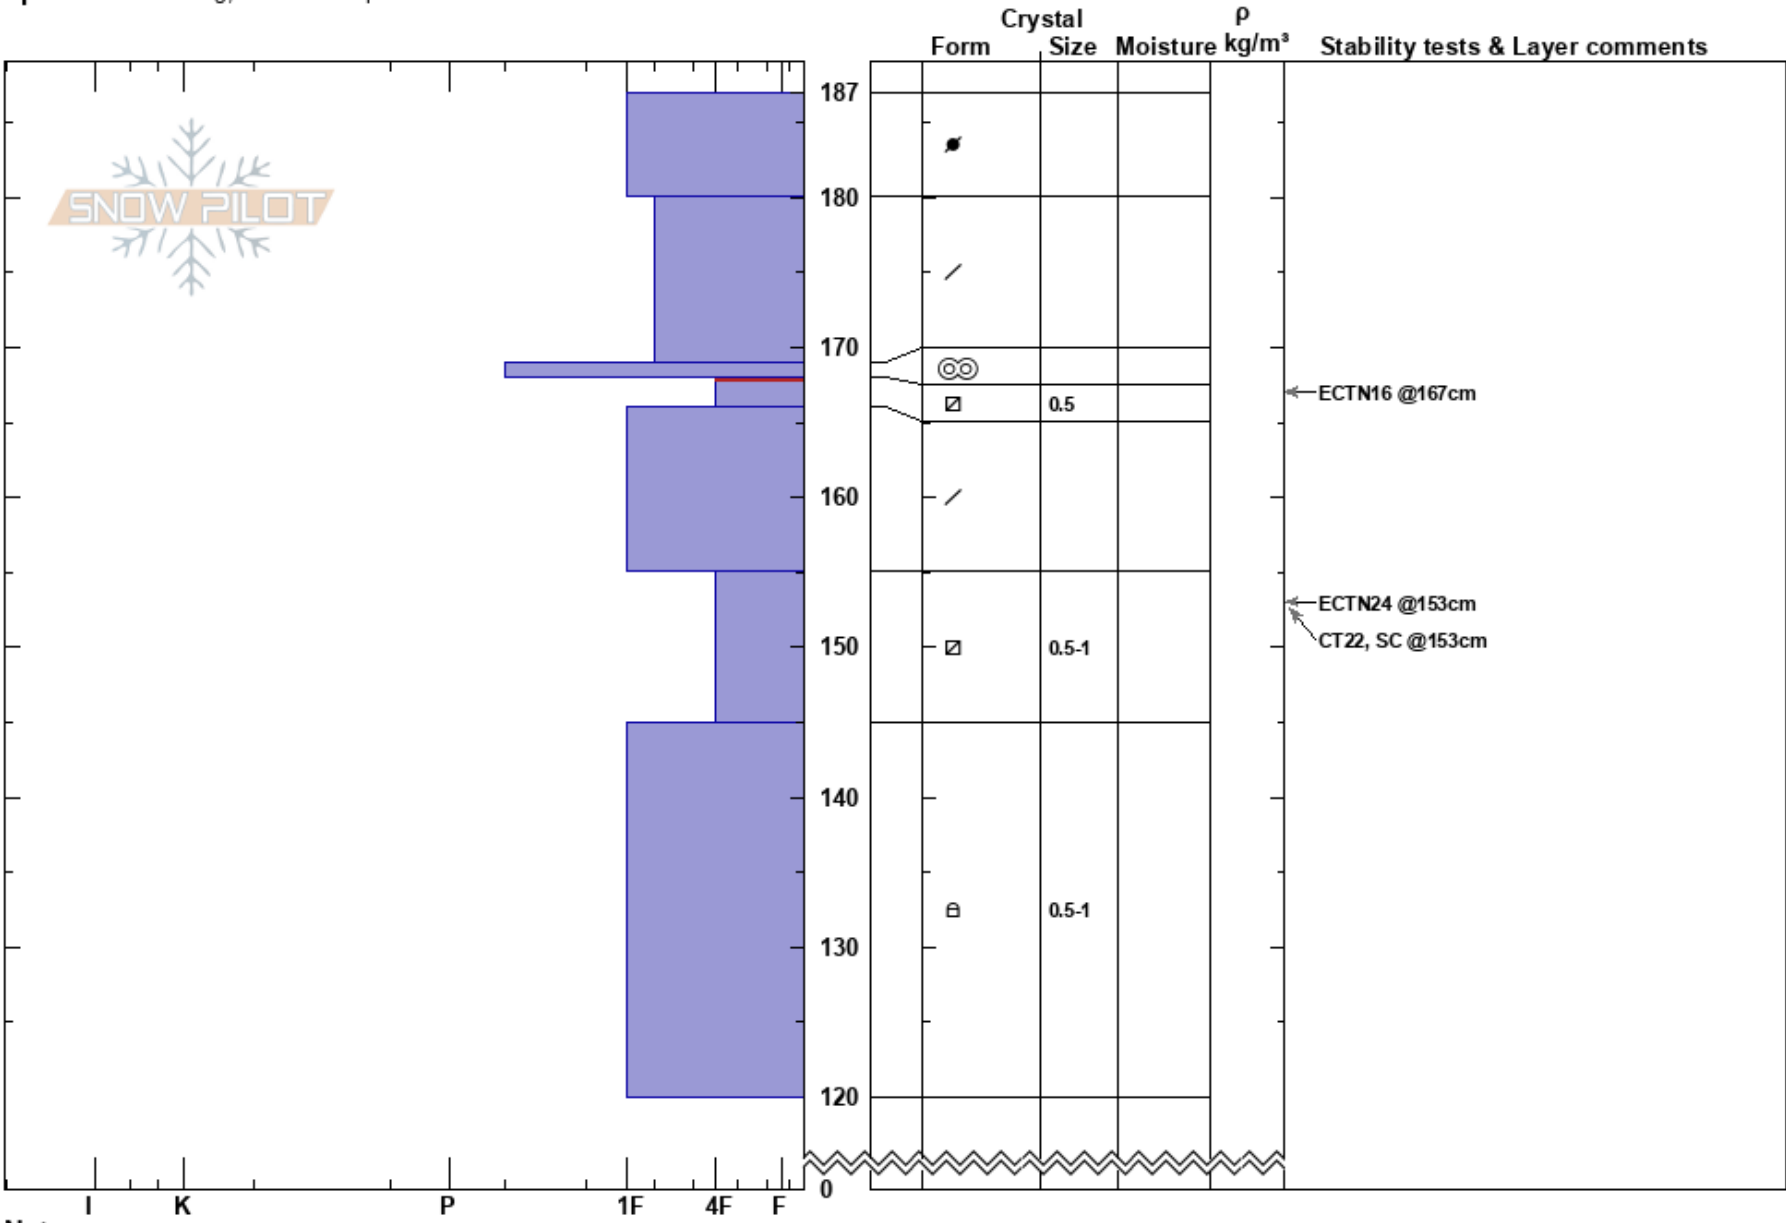 Crystal ρ
Form Size Moisture kg/m³ Stability tests & Layer comments
187
SNOW PILOT
180
170
ECTN16 @167cm
0.5
160
ECTN24 @153cm
CT22, SC @153cm
150 0.5-1
140
0.5-1
130
120
0
I K P 1F 4F F